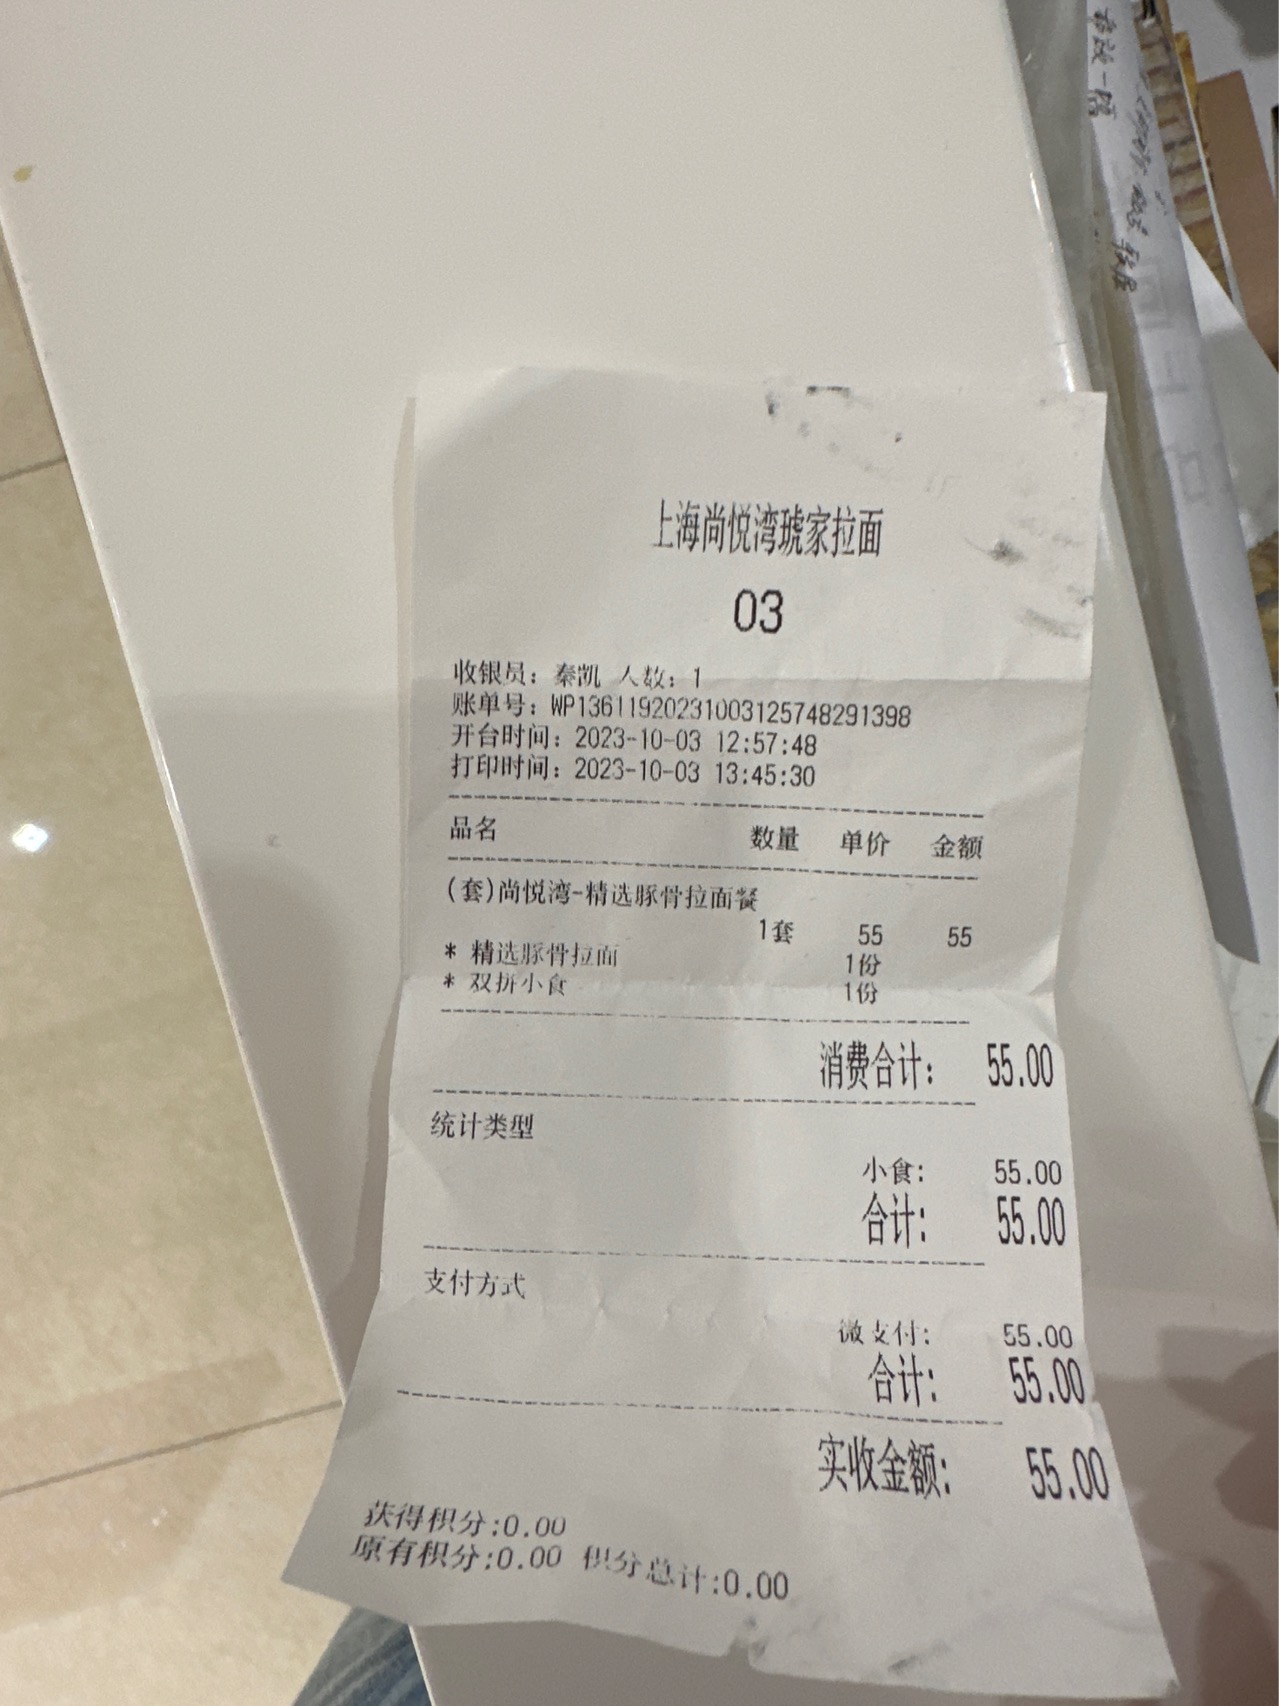 上海尚悦湾琥家拉面
03
收银员: 秦凯 人数: 1
账单号: WP13611920231003125748291398
开台时间: 2023-10-03 12:57:48
打印时间: 2023-10-03 13:45:30
品名 数量 单价 金额
(套)尚悦湾-精选豚骨拉面餐
1套 55 55
* 精选豚骨拉面 1份
* 双拼小食 1份
消费合计: 55.00
统计类型
小食: 55.00
合计: 55.00
支付方式
微支付: 55.00
合计: 55.00
实收金额: 55.00
获得积分:0.00
原有积分:0.00 积分总计:0.00